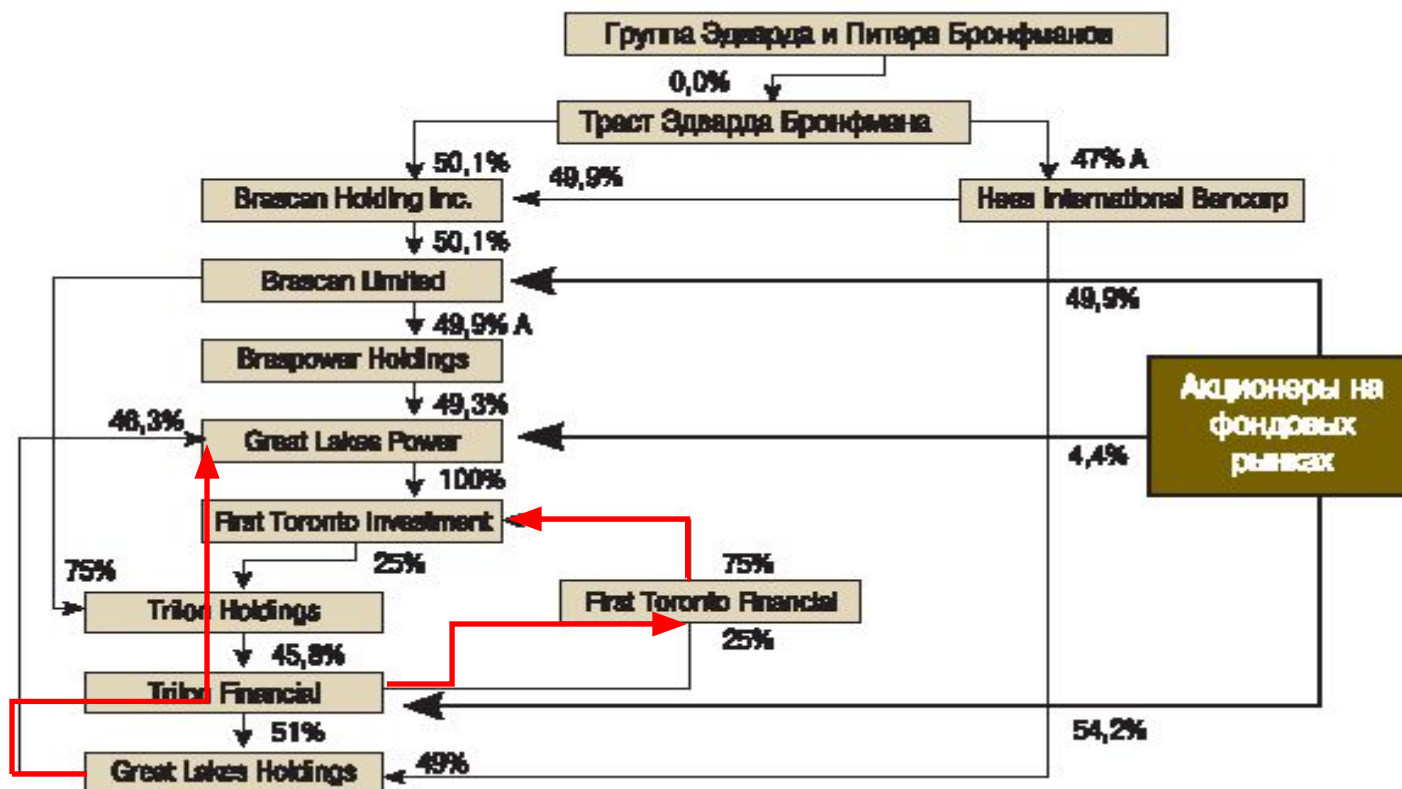 Группа Эдварда и Питера Бронфманов
0,0%
Траст Эдварда Бронфмана
50,1%
47% A
49,9%
Brascan Holding Inc.
Hees International Bancorp
50,1%
Brascan Limited
49,9%
49,9% A
Braspower Holdings
Акционеры на
фондовых
рынках
46,3%
49,3%
Great Lakes Power
4,4%
100%
First Toronto Investment
25%
75%
75%
Trilon Holdings
First Toronto Financial
45,8%
25%
Trilon Financial
51%
54,2%
Great Lakes Holdings
49%